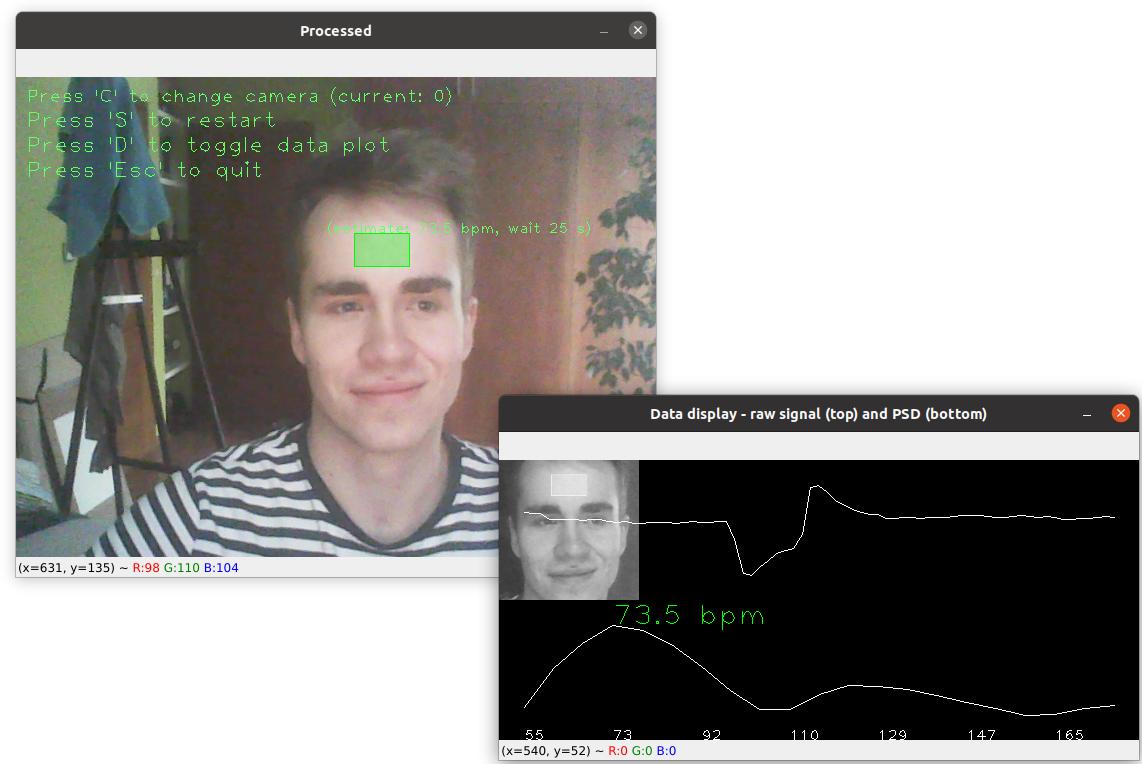 Processed
Press 'C' to change camera (current: 0)
Press 'S' to restart
Press 'D' to toggle data plot
Press 'Esc' to quit
(estimate: 73.5 bpm, wait 25 s)
(x=631, y=135) ~ R:98 G:110 B:104
Data display - raw signal (top) and PSD (bottom)
73.5 bpm
55 73 92 110 129 147 165
(x=540, y=52) ~ R:0 G:0 B:0